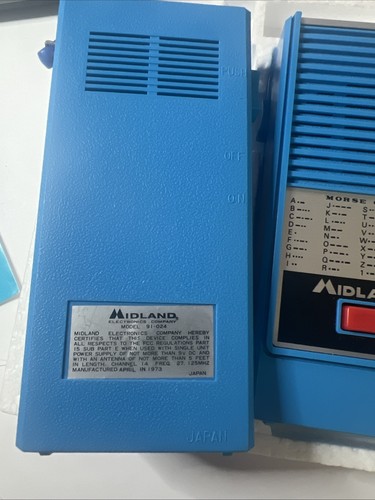 PUSH
OFF
ON
MIDLAND
ELECTRONICS COMPANY
MODEL 91-024
MIDLAND ELECTRONICS COMPANY HEREBY
CERTIFIES THAT THIS DEVICE COMPLIES IN
ALL RESPECTS TO THE FCC REGULATIONS PART
15 SUB PART E WHEN USED WITH SINGLE UNIT
POWER SUPPLY OF NOT MORE THAN 9V DC AND
WITH AN ANTENNA OF NOT MORE THAN 5 FEET
IN LENGTH. CHANNEL 14 FREQ. 27.125MHz
MANUFACTURED APRIL IN 1973
JAPAN
JAPAN
MORSE
A J S
B K T
C L U
D M V
E N W
F O X
G P Y
H Q Z
I R 1
MIDL